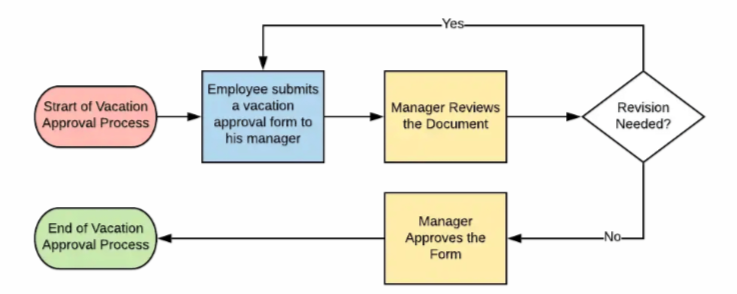 Yes
Strart of Vacation
Approval Process
Employee submits
a vacation
approval form to
his manager
Manager Reviews
the Document
Revision
Needed?
End of Vacation
Approval Process
Manager
Approves the
Form
No